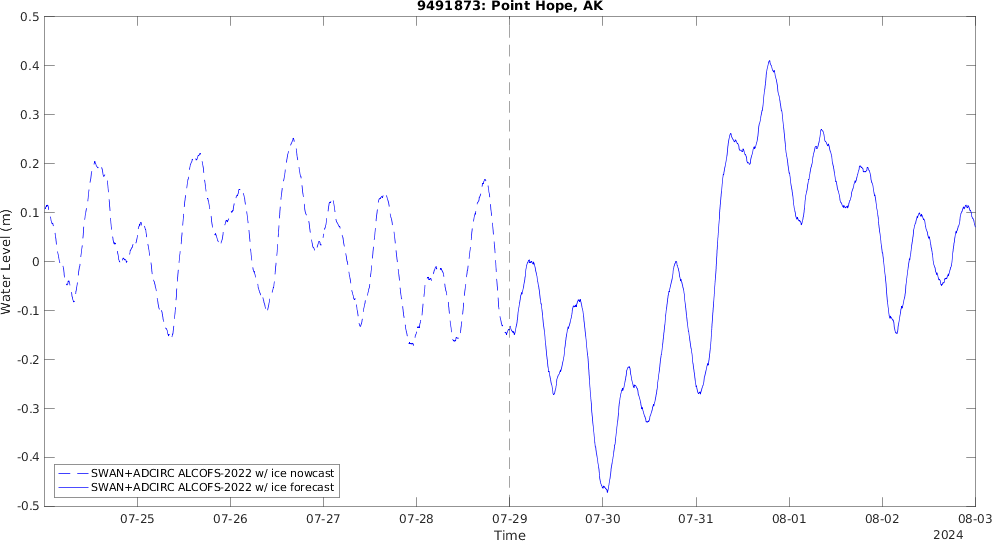 9491873: Point Hope, AK
0.5
0.4
0.3
0.2
0.1
0
-0.1
-0.2
-0.3
-0.4
-0.5
Water Level (m)
SWAN+ADCIRC ALCOFS-2022 w/ ice nowcast
SWAN+ADCIRC ALCOFS-2022 w/ ice forecast
07-25 07-26 07-27 07-28 07-29 07-30 07-31 08-01 08-02 08-03
Time
2024